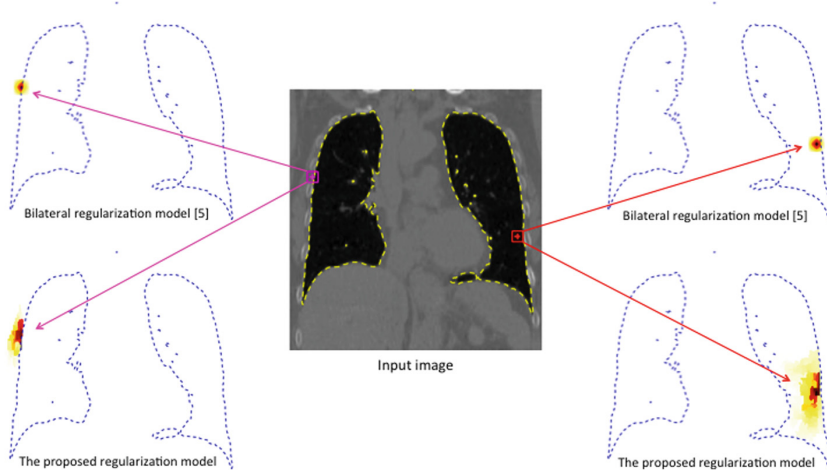 Bilateral regularization model [5]
Bilateral regularization model [5]
Input image
The proposed regularization model
The proposed regularization model